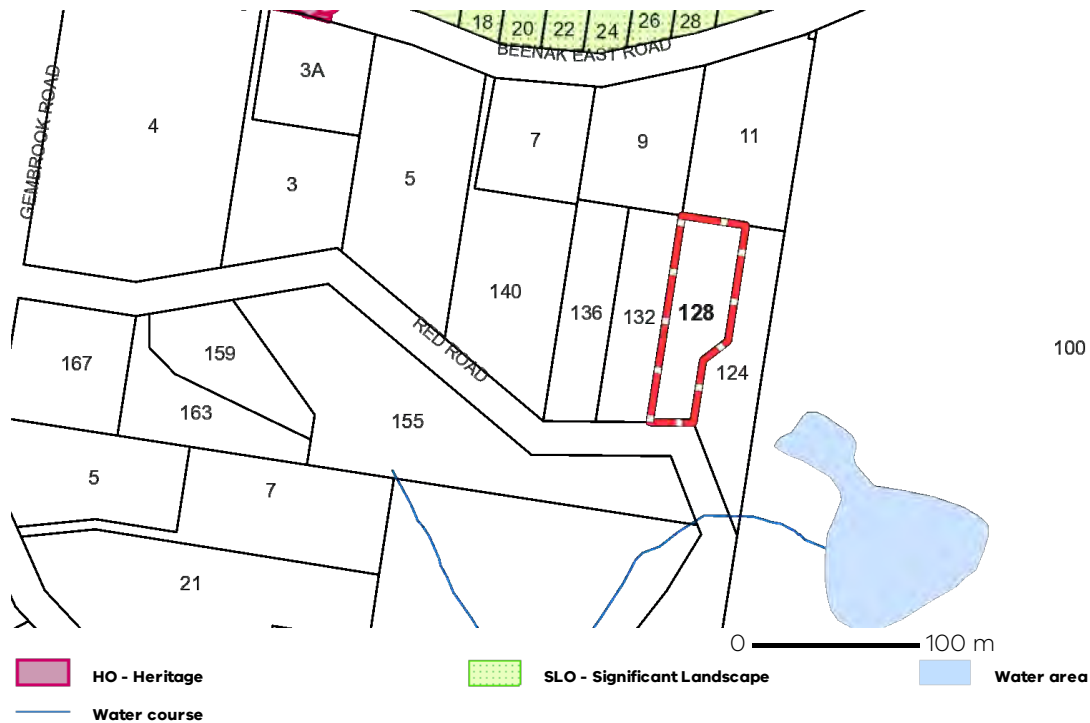 18 20 22 24 26 28
BEENAK EAST ROAD
GEMBROOK ROAD
3A
4
7
9
11
5
3
140
136
132
128
124
100
RED ROAD
159
167
163
155
5
7
21
0 100 m
HO - Heritage
SLO - Significant Landscape
Water area
Water course